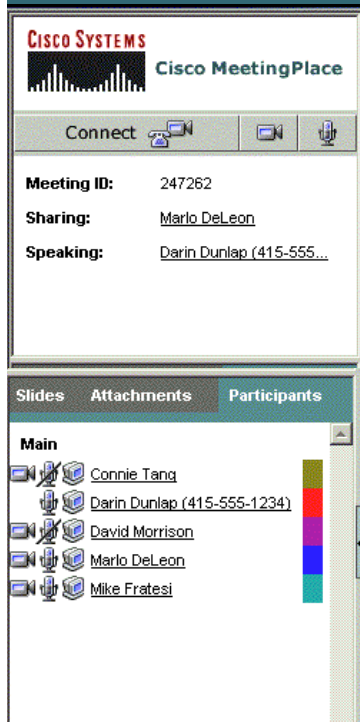 CISCO SYSTEMS
Cisco MeetingPlace
Connect
Meeting ID: 247262
Sharing: Marlo DeLeon
Speaking: Darin Dunlap (415-555...
Slides Attachments Participants
Main
Connie Tang
Darin Dunlap (415-555-1234)
David Morrison
Marlo DeLeon
Mike Fratesi